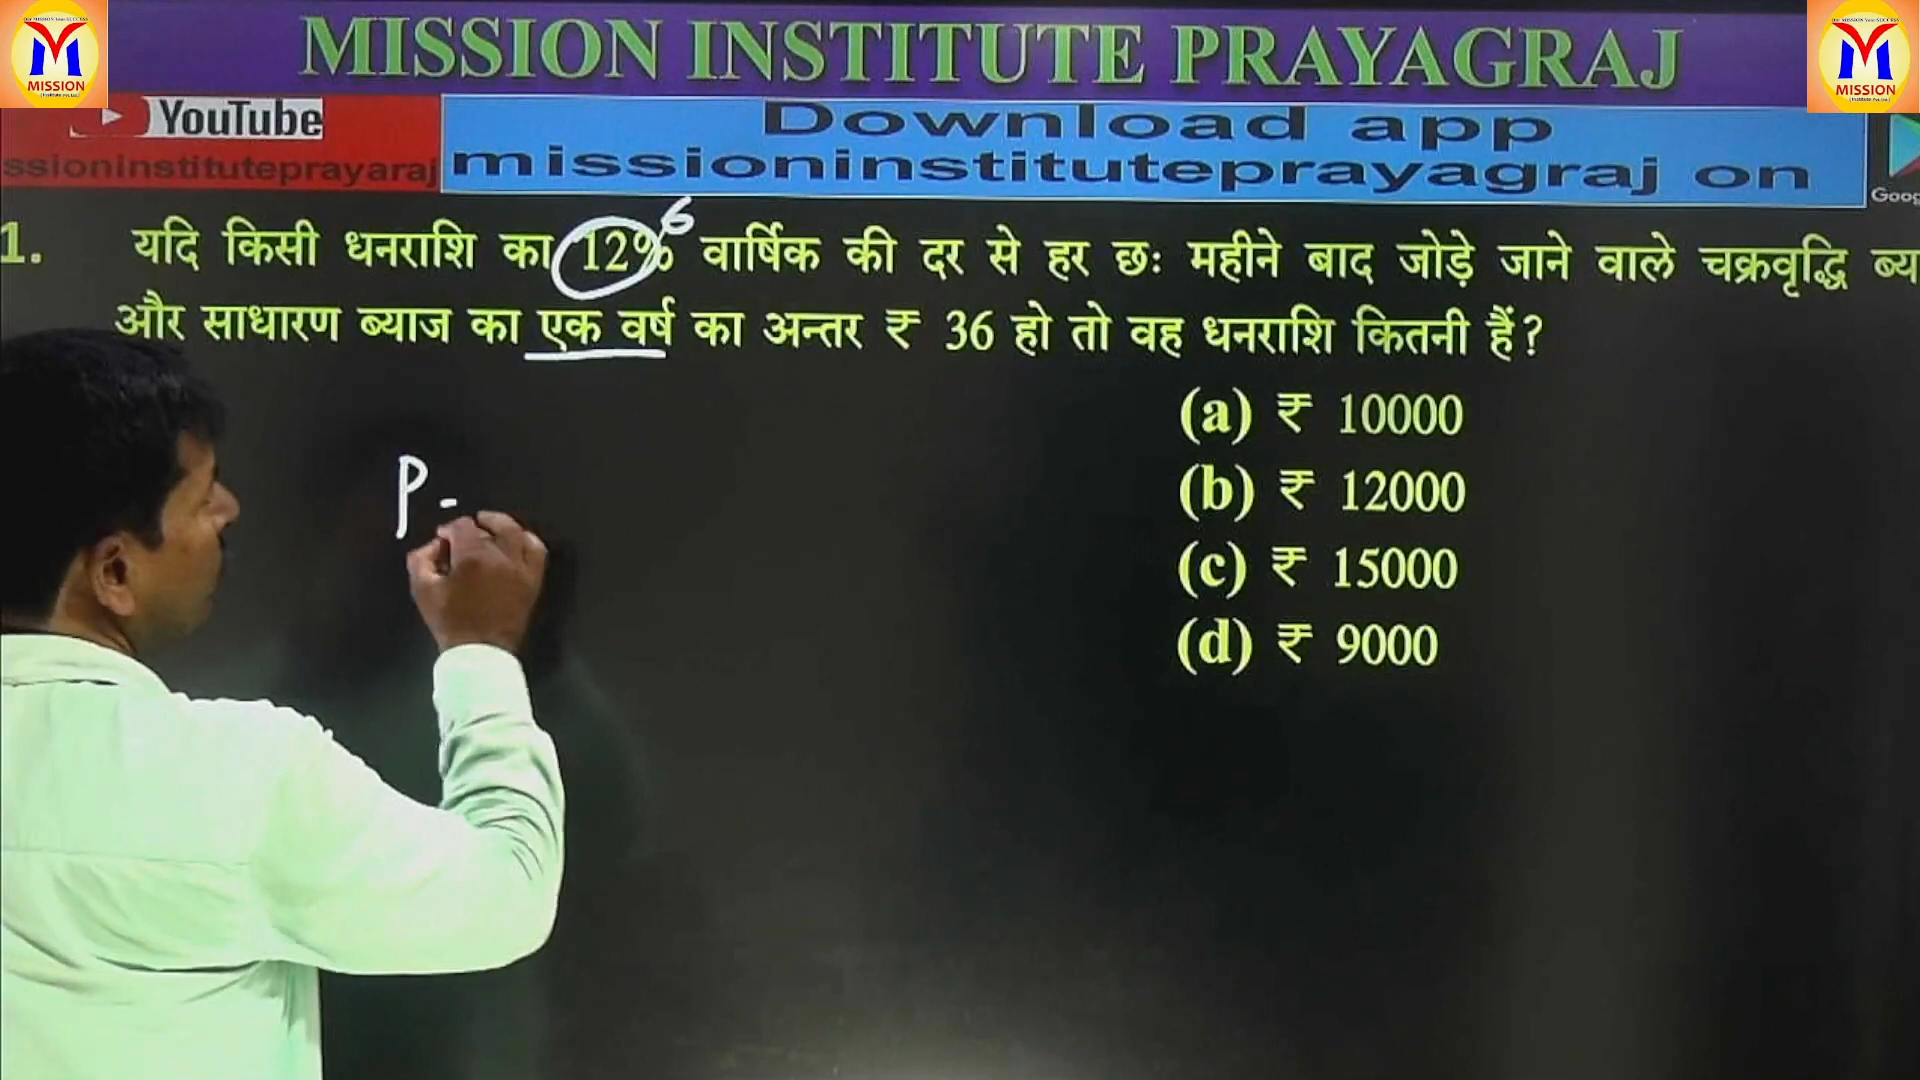 MISSION INSTITUTE PRAYAGRAJ
MISSION
MISSION
YouTube
ssioninstituteprayaraj
Download app
missioninstituteprayagraj on
Goog
6
1. यदि किसी धनराशि का 12% वार्षिक की दर से हर छः महीने बाद जोड़े जाने वाले चक्रवृद्धि ब्य
और साधारण ब्याज का एक वर्ष का अन्तर ₹ 36 हो तो वह धनराशि कितनी हैं?
(a) ₹ 10000
(b) ₹ 12000
(c) ₹ 15000
(d) ₹ 9000
P -